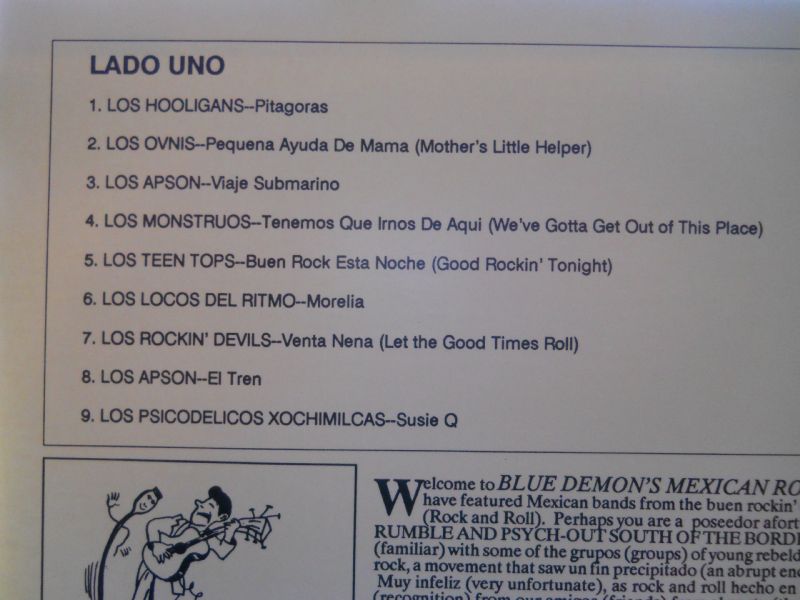 LADO UNO
1. LOS HOOLIGANS--Pitagoras
2. LOS OVNIS--Pequena Ayuda De Mama (Mother's Little Helper)
3. LOS APSON--Viaje Submarino
4. LOS MONSTRUOS--Tenemos Que Irnos De Aqui (We've Gotta Get Out of This Place)
5. LOS TEEN TOPS--Buen Rock Esta Noche (Good Rockin' Tonight)
6. LOS LOCOS DEL RITMO--Morelia
7. LOS ROCKIN' DEVILS--Venta Nena (Let the Good Times Roll)
8. LOS APSON--El Tren
9. LOS PSICODELICOS XOCHIMILCAS--Susie Q
Welcome to BLUE DEMON'S MEXICAN RO
have featured Mexican bands from the buen rockin'
(Rock and Roll). Perhaps you are a poseedor afort
RUMBLE AND PSYCH-OUT SOUTH OF THE BORDE
(familiar) with some of the grupos (groups) of young rebeld
rock, a movement that saw un fin precipitado (an abrupt en
Muy infeliz (very unfortunate), as rock and roll hecho en
(recognition) from our amigos (friends)